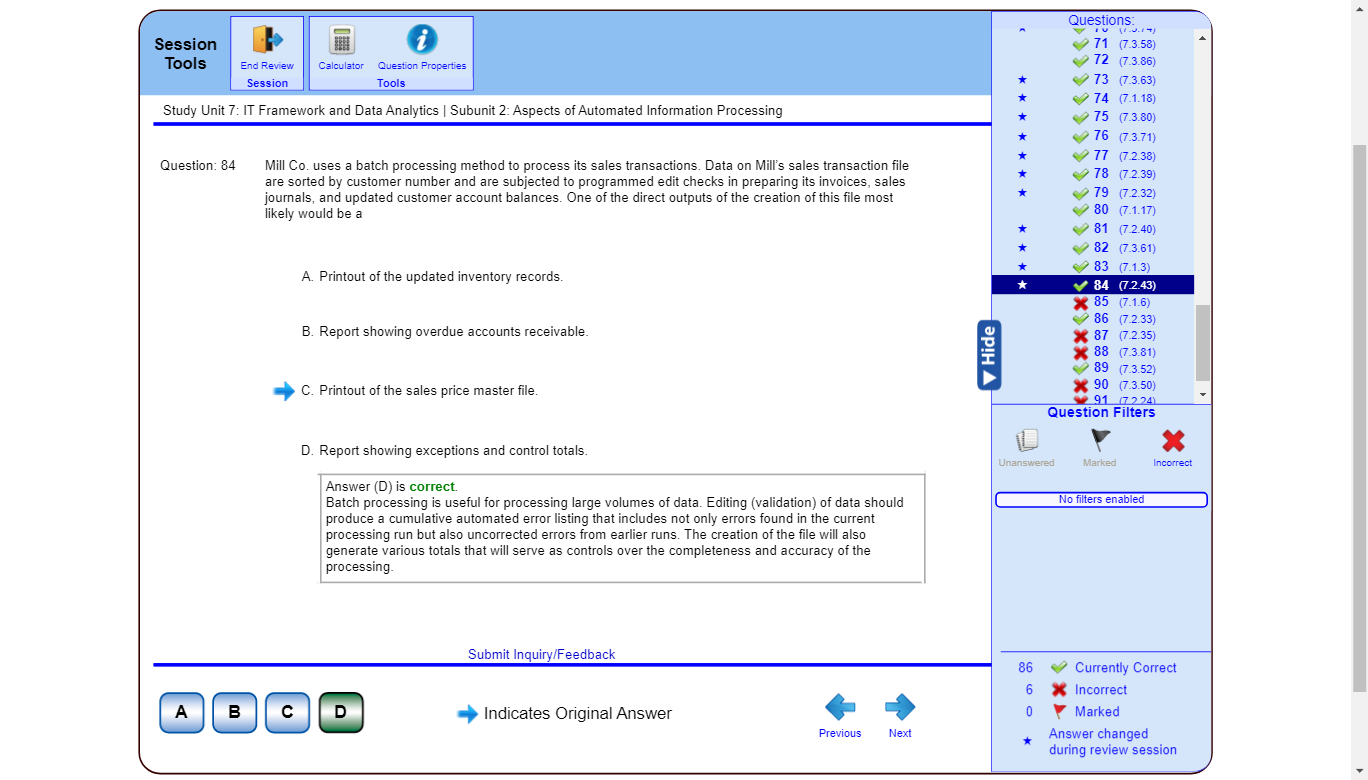 Session Tools
End Review
Session
Calculator
Question Properties
Tools
Study Unit 7: IT Framework and Data Analytics | Subunit 2: Aspects of Automated Information Processing
Question: 84
Mill Co. uses a batch processing method to process its sales transactions. Data on Mill's sales transaction file
are sorted by customer number and are subjected to programmed edit checks in preparing its invoices, sales
journals, and updated customer account balances. One of the direct outputs of the creation of this file most
likely would be a
A. Printout of the updated inventory records.
B. Report showing overdue accounts receivable.
C. Printout of the sales price master file.
D. Report showing exceptions and control totals.
Answer (D) is correct.
Batch processing is useful for processing large volumes of data. Editing (validation) of data should
produce a cumulative automated error listing that includes not only errors found in the current
processing run but also uncorrected errors from earlier runs. The creation of the file will also
generate various totals that will serve as controls over the completeness and accuracy of the
processing.
Submit Inquiry/Feedback
A B C D
Indicates Original Answer
Previous
Next
Hide
Questions:
70 (7.3.74)
71 (7.3.58)
72 (7.3.86)
73 (7.3.63)
74 (7.1.18)
75 (7.3.80)
76 (7.3.71)
77 (7.2.38)
78 (7.2.39)
79 (7.2.32)
80 (7.1.17)
81 (7.2.40)
82 (7.3.61)
83 (7.1.3)
84 (7.2.43)
85 (7.1.6)
86 (7.2.33)
87 (7.2.35)
88 (7.3.81)
89 (7.3.52)
90 (7.3.50)
91 (7.2.24)
Question Filters
Unanswered
Marked
Incorrect
No filters enabled
86 Currently Correct
6 Incorrect
0 Marked
Answer changed
during review session